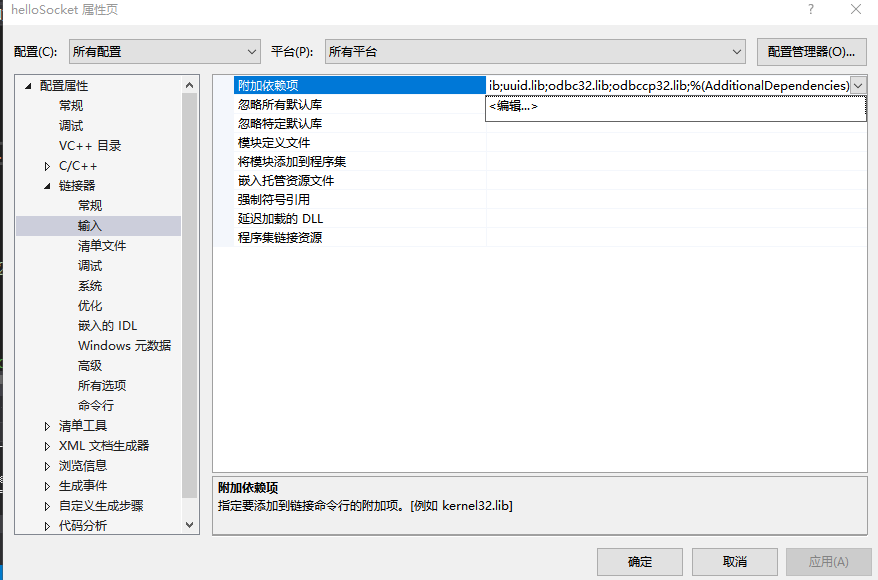 helloSocket 属性页
配置(C): 所有配置 平台(P): 所有平台 配置管理器(O)...
配置属性
常规
调试
VC++ 目录
C/C++
链接器
常规
输入
清单文件
调试
系统
优化
嵌入的 IDL
Windows 元数据
高级
所有选项
命令行
清单工具
XML 文档生成器
浏览信息
生成事件
自定义生成步骤
代码分析
附加依赖项 ib;uuid.lib;odbc32.lib;odbccp32.lib;%(AdditionalDependencies)
<编辑...>
忽略所有默认库
忽略特定默认库
模块定义文件
将模块添加到程序集
嵌入托管资源文件
强制符号引用
延迟加载的 DLL
程序集链接资源
附加依赖项
指定要添加到链接命令行的附加项。[例如 kernel32.lib]
确定 取消 应用(A)